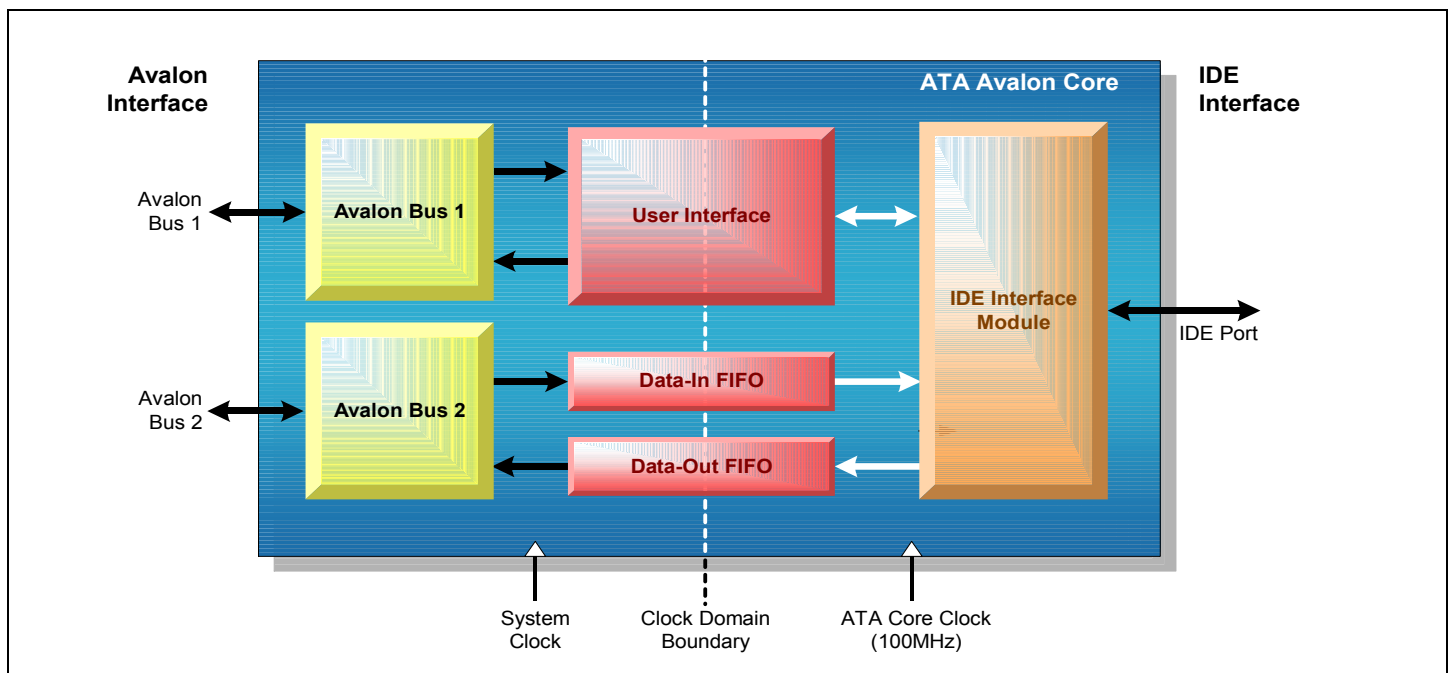 Avalon
Interface
ATA Avalon Core
IDE
Interface
Avalon
Bus 1
Avalon Bus 1
User Interface
IDE Interface
Module
IDE Port
Avalon
Bus 2
Avalon Bus 2
Data-In FIFO
Data-Out FIFO
System
Clock
Clock Domain
Boundary
ATA Core Clock
(100MHz)